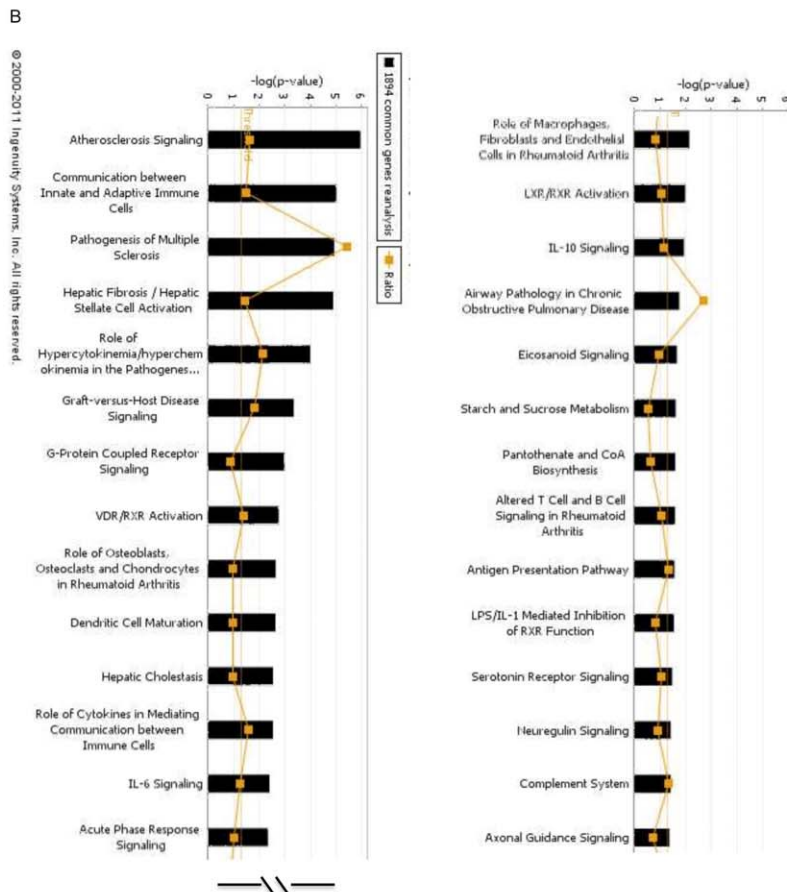 B
© 2000-2011 Ingenuity Systems, Inc. All rights reserved.
-log(p-value)
0 1 2 3 4 5 6
Threshold
Atherosclerosis Signaling
Communication between
Innate and Adaptive Immune
Cells
Pathogenesis of Multiple
Sclerosis
Hepatic Fibrosis / Hepatic
Stellate Cell Activation
Role of
Hypercytokinemia/hyperchem
okinemia in the Pathogenes...
Graft-versus-Host Disease
Signaling
G-Protein Coupled Receptor
Signaling
VDR/RXR Activation
Role of Osteoblasts,
Osteoclasts and Chondrocytes
in Rheumatoid Arthritis
Dendritic Cell Maturation
Hepatic Cholestasis
Role of Cytokines in Mediating
Communication between
Immune Cells
IL-6 Signaling
Acute Phase Response
Signaling
1894 common genes reanalysis
Ratio
-log(p-value)
0 1 2 3 4 5 6
Role of Macrophages,
Fibroblasts and Endothelial
Cells in Rheumatoid Arthritis
LXR/RXR Activation
IL-10 Signaling
Airway Pathology in Chronic
Obstructive Pulmonary Disease
Eicosanoid Signaling
Starch and Sucrose Metabolism
Pantothenate and CoA
Biosynthesis
Altered T Cell and B Cell
Signaling in Rheumatoid
Arthritis
Antigen Presentation Pathway
LPS/IL-1 Mediated Inhibition
of RXR Function
Serotonin Receptor Signaling
Neuregulin Signaling
Complement System
Axonal Guidance Signaling